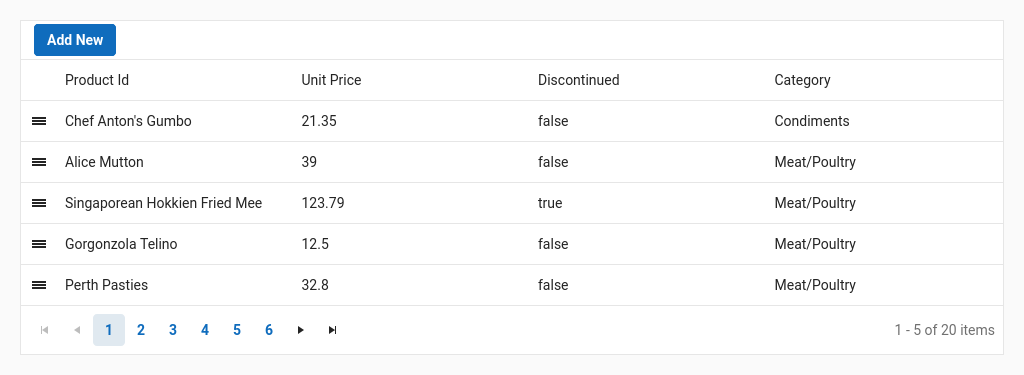 Add New
Product Id Unit Price Discontinued Category
Chef Anton's Gumbo 21.35 false Condiments
Alice Mutton 39 false Meat/Poultry
Singaporean Hokkien Fried Mee 123.79 true Meat/Poultry
Gorgonzola Telino 12.5 false Meat/Poultry
Perth Pasties 32.8 false Meat/Poultry
1 2 3 4 5 6 1 - 5 of 20 items